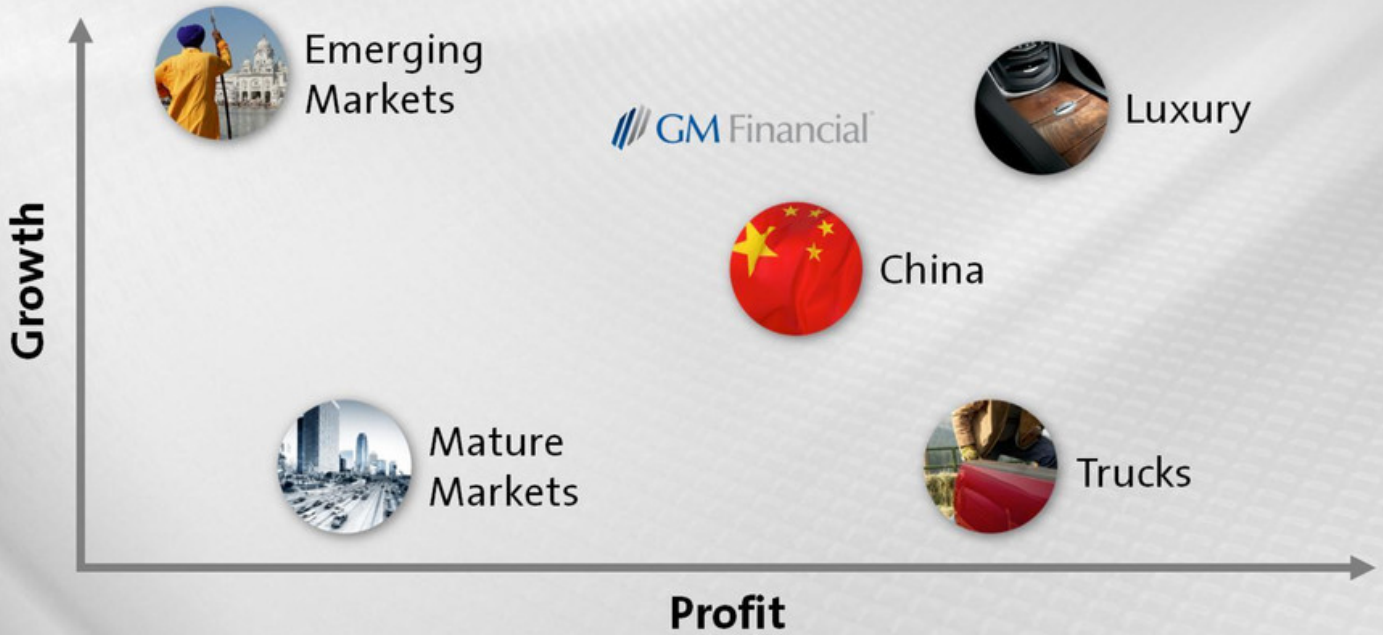 Emerging
Markets
GM Financial
Luxury
China
Growth
Mature
Markets
Trucks
Profit